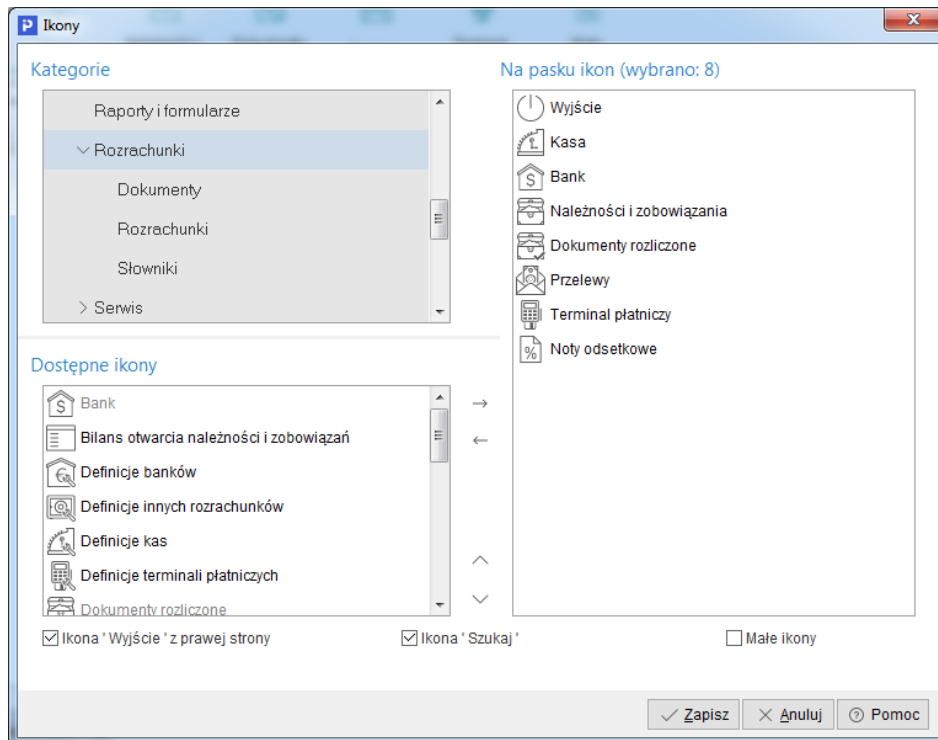 Ikony
Kategorie
Raporty i formularze
Rozrachunki
Dokumenty
Rozrachunki
Słowniki
Serwis
Dostępne ikony
Bank
Bilans otwarcia należności i zobowiązań
Definicje banków
Definicje innych rozrachunków
Definicje kas
Definicje terminali płatniczych
Dokumenty rozliczone
Na pasku ikon (wybrano: 8)
Wyjście
Kasa
Bank
Należności i zobowiązania
Dokumenty rozliczone
Przelewy
Terminal płatniczy
Noty odsetkowe
Ikona ' Wyjście ' z prawej strony
Ikona ' Szukaj '
Małe ikony
Zapisz
Anuluj
Pomoc